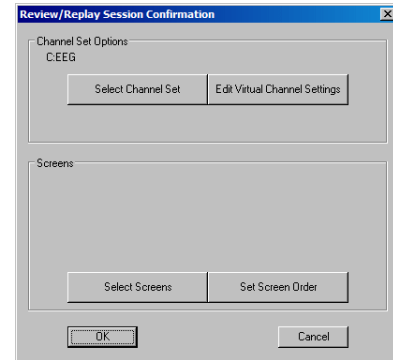 Review/Replay Session Confirmation
Channel Set Options
C:EEG
Select Channel Set
Edit Virtual Channel Settings
Screens
Select Screens
Set Screen Order
OK
Cancel